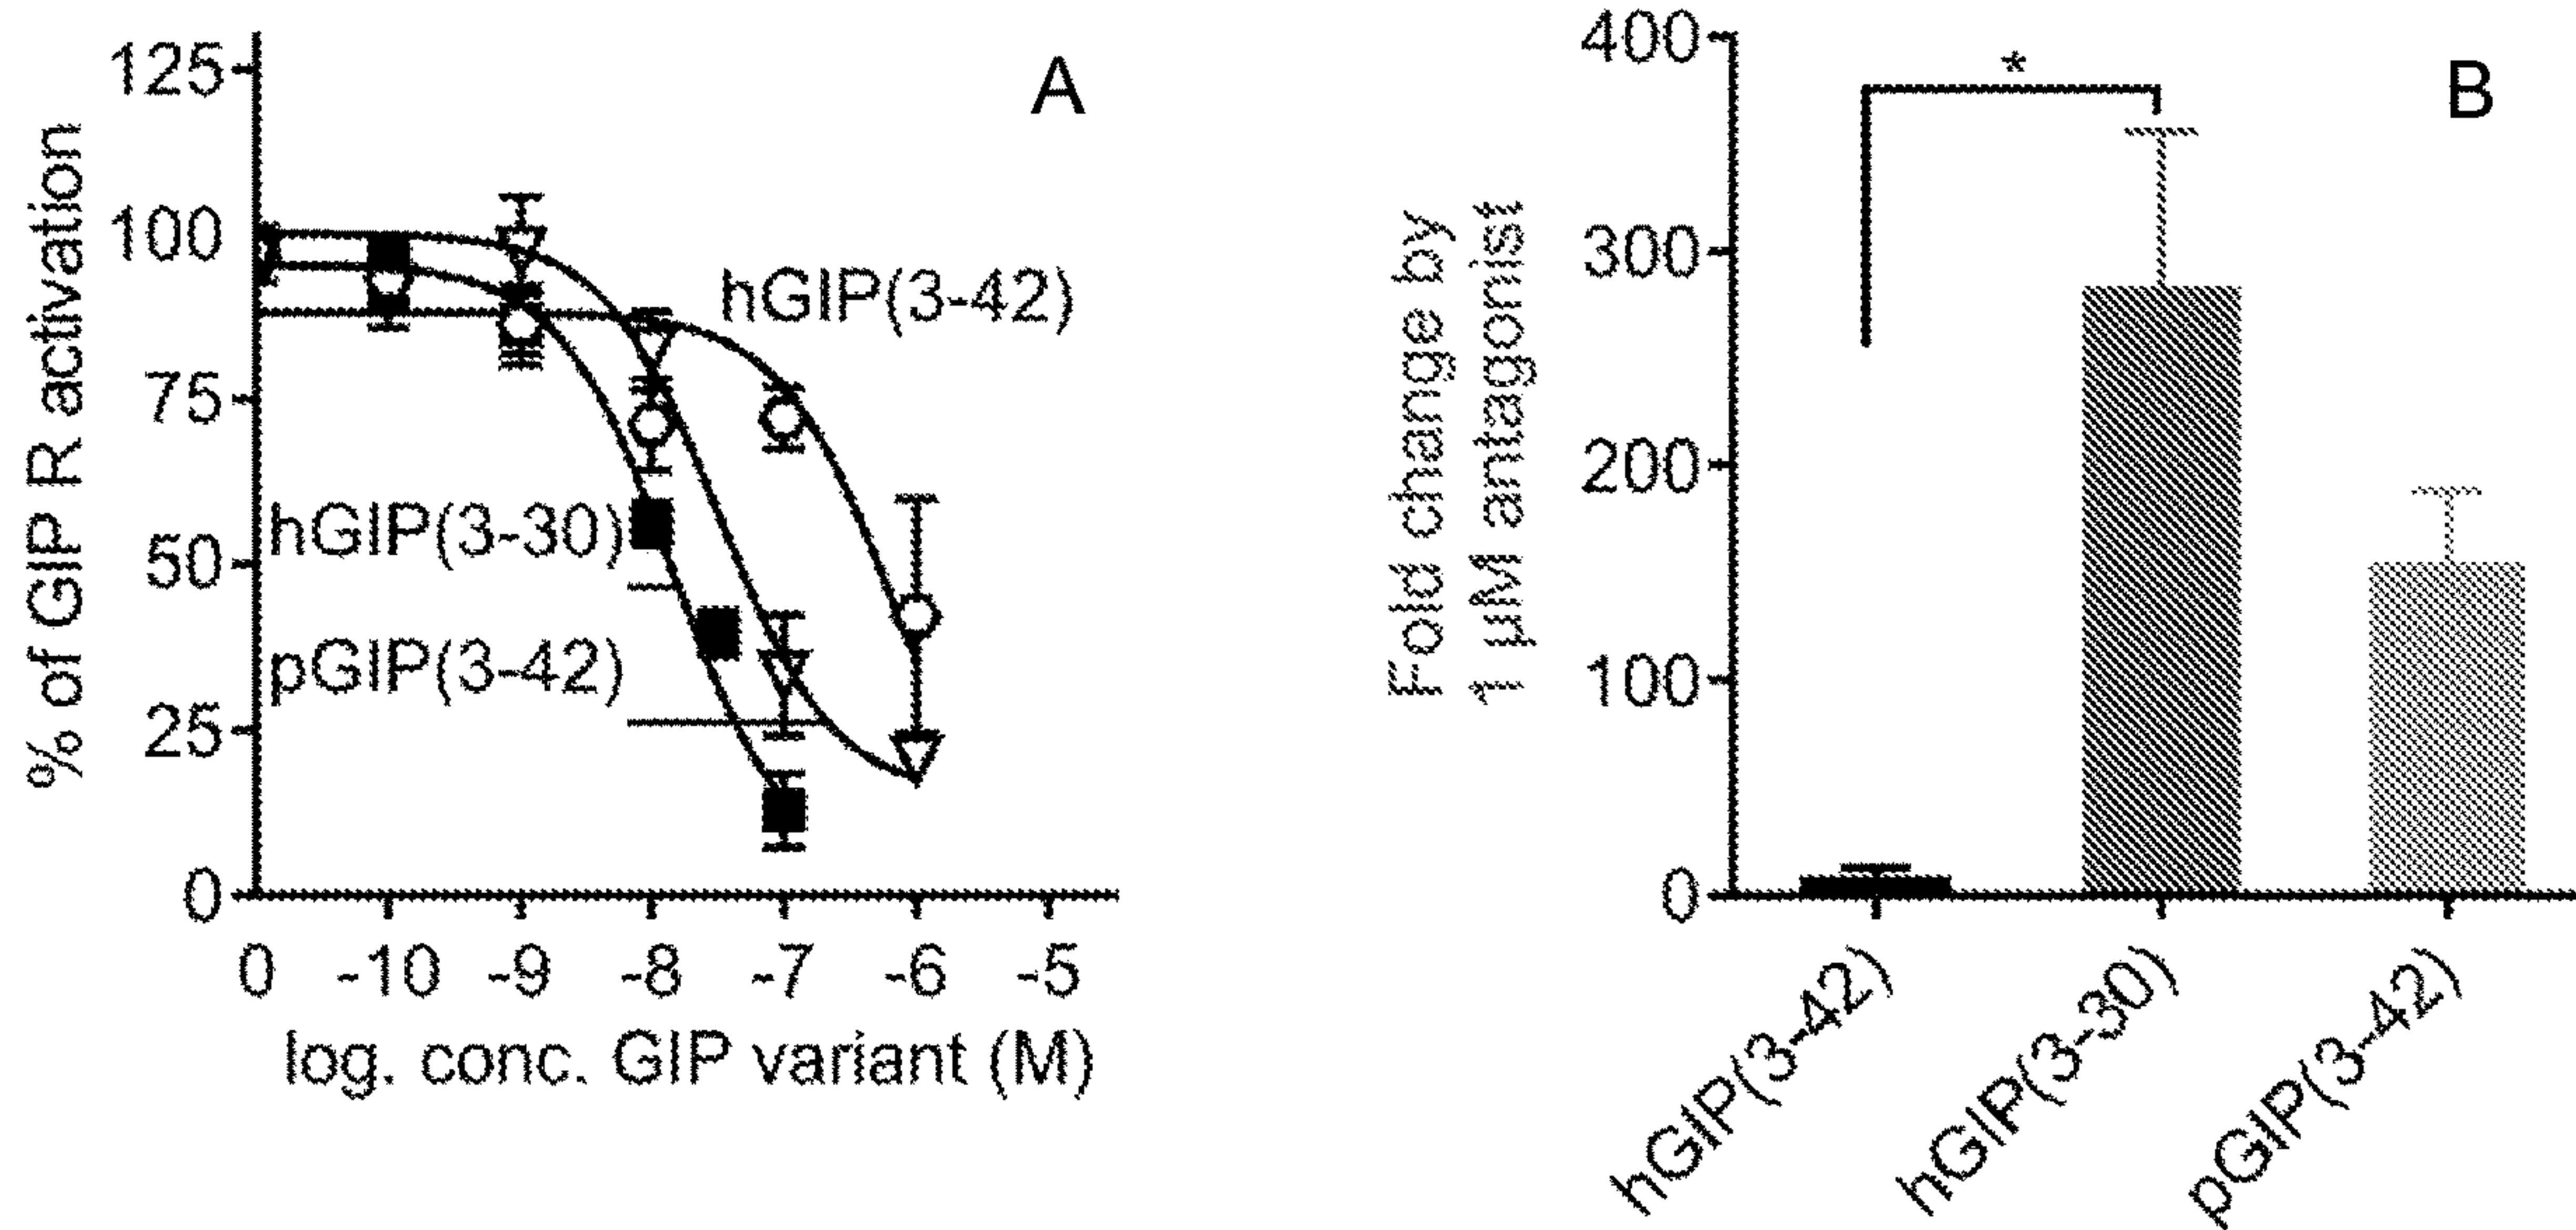 A
% of GIP R activation
125
100
75
50
25
0
hGIP(3-42)
hGIP(3-30)
pGIP(3-42)
0 -10 -9 -8 -7 -6 -5
log. conc. GIP variant (M)
B
Fold change by
1 µM antagonist
400
300
200
100
0
*
hGIP(3-42)
hGIP(3-30)
pGIP(3-42)